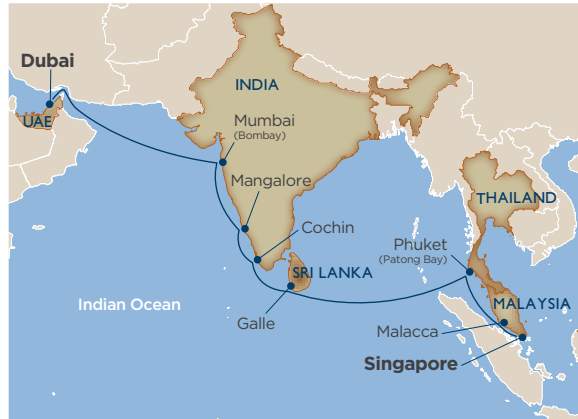 Dubai
UAE
INDIA
Mumbai
(Bombay)
Mangalore
Cochin
SRI LANKA
Galle
Indian Ocean
THAILAND
Phuket
(Patong Bay)
MALAYSIA
Malacca
Singapore